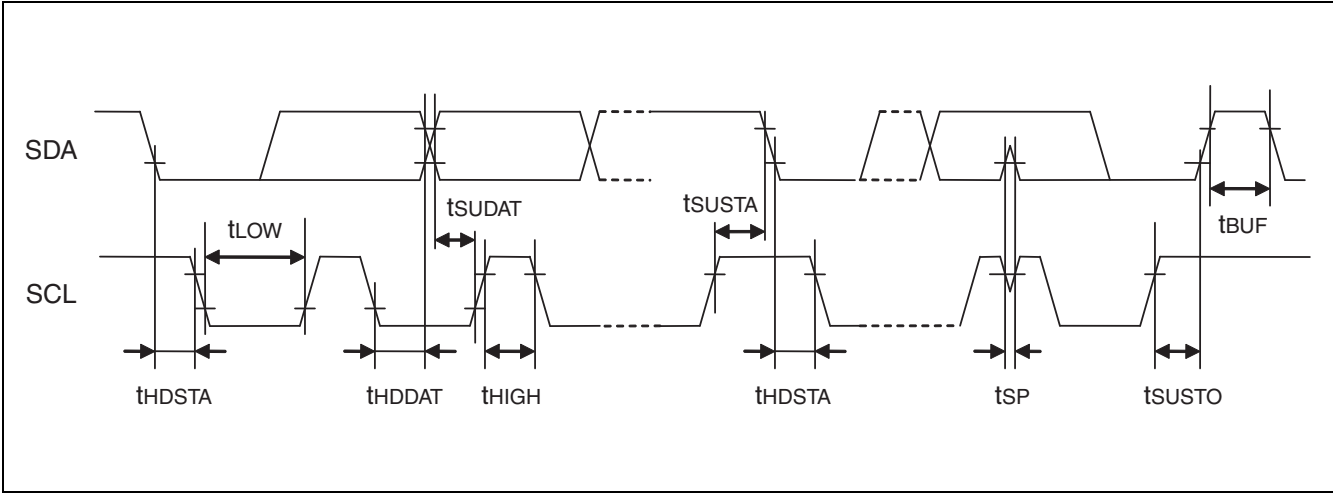 SDA
tSUDAT
tSUSTA
tLOW
tBUF
SCL
tHDSTA
tHDDAT
tHIGH
tHDSTA
tSP
tSUSTO